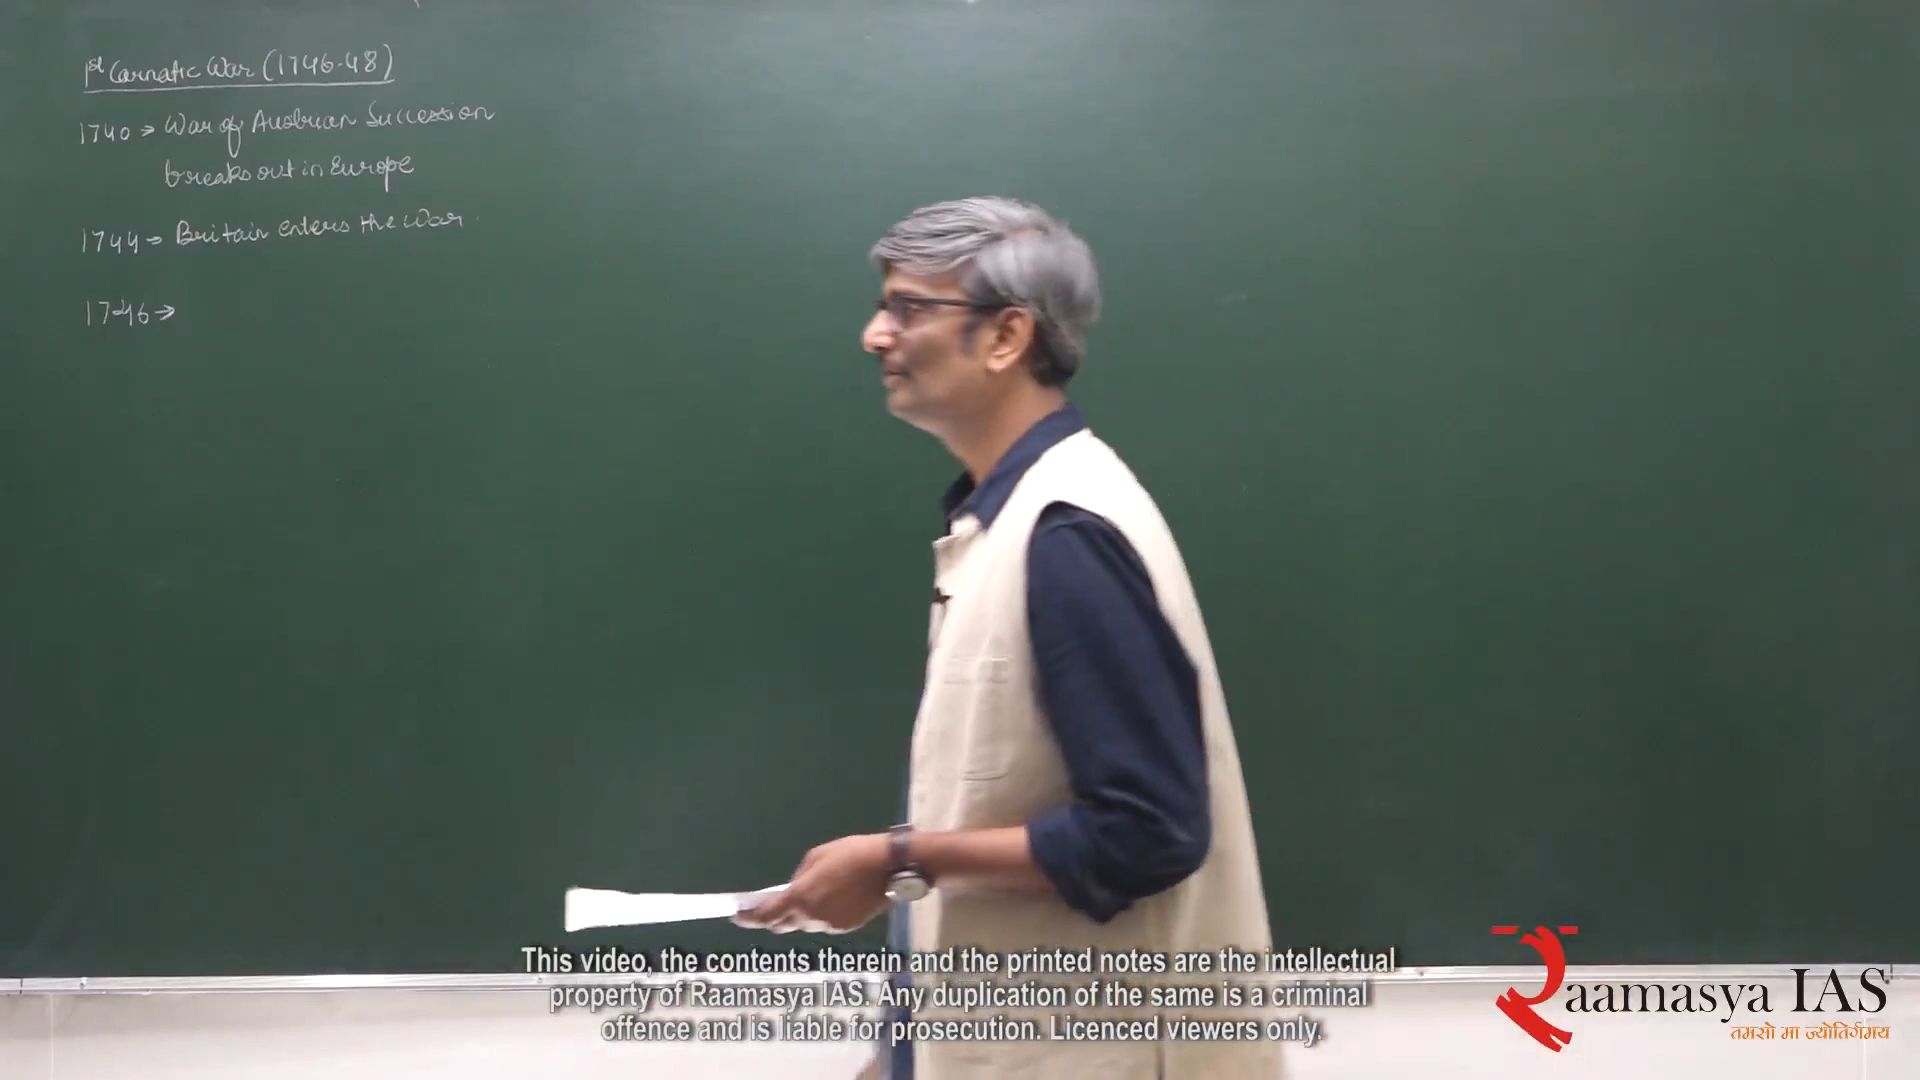 1st Carnatic War (1746-48)
1740 → War of Austrian Succession
breaks out in Europe
1744 → Britain enters the War.
1746 →
This video, the contents therein and the printed notes are the intellectual
property of Raamasya IAS. Any duplication of the same is a criminal
offence and is liable for prosecution. Licenced viewers only.
Raamasya IAS
तमसो मा ज्योतिर्गमय